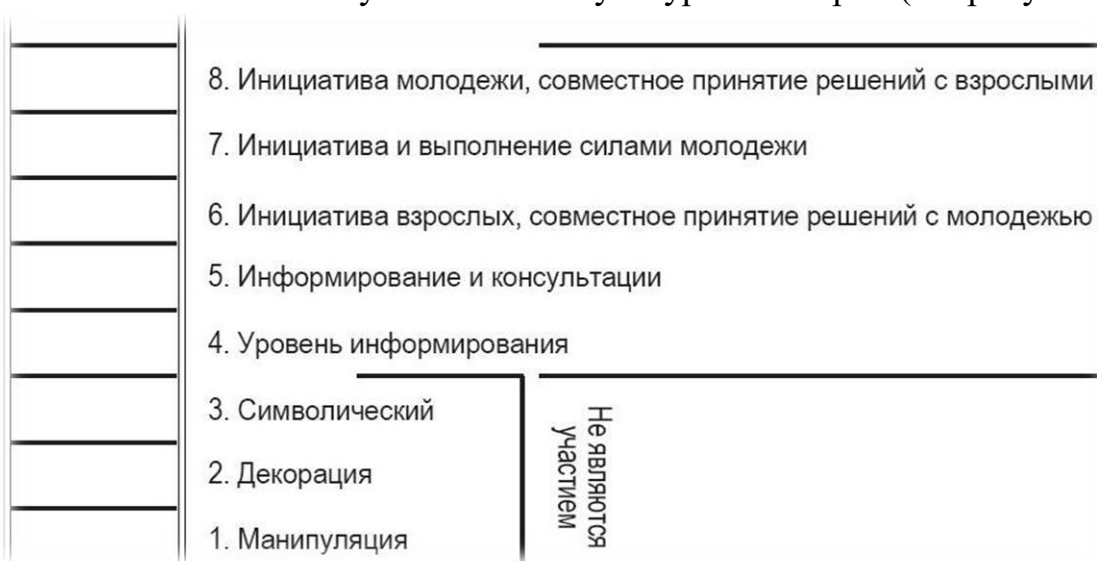 8. Инициатива молодежи, совместное принятие решений с взрослыми
7. Инициатива и выполнение силами молодежи
6. Инициатива взрослых, совместное принятие решений с молодежью
5. Информирование и консультации
4. Уровень информирования
3. Символический
2. Декорация
1. Манипуляция
Не являются
участием